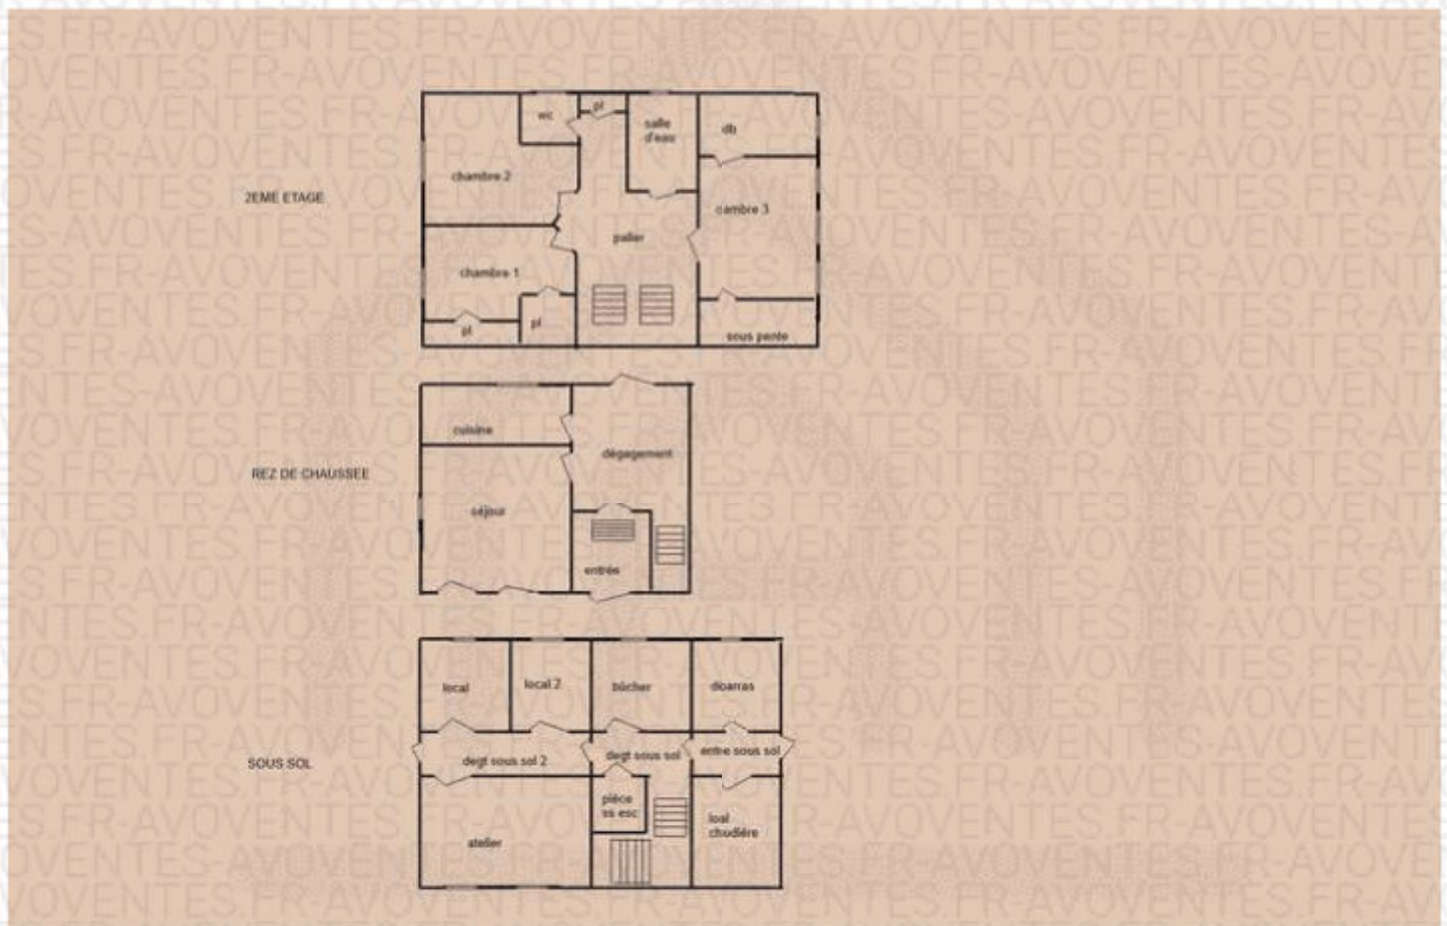 2EME ETAGE
wc
pl
salle
d'eau
db
chambre 2
cambre 3
palier
chambre 1
pl
pl
sous pente
REZ DE CHAUSSEE
cuisine
dégagement
séjour
entrée
SOUS SOL
local
local 2
bûcher
doarras
degt sous sol 2
degt sous sol
entre sous sol
pièce
ss esc
loal
chudière
atelier